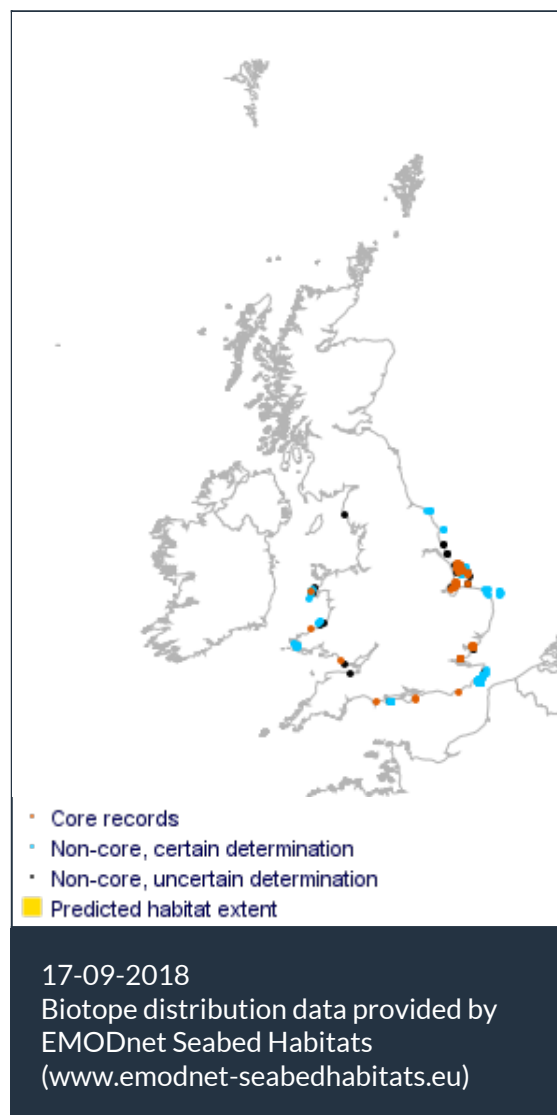 Core records
Non-core, certain determination
Non-core, uncertain determination
Predicted habitat extent
17-09-2018
Biotope distribution data provided by
EMODnet Seabed Habitats
(www.emodnet-seabedhabitats.eu)